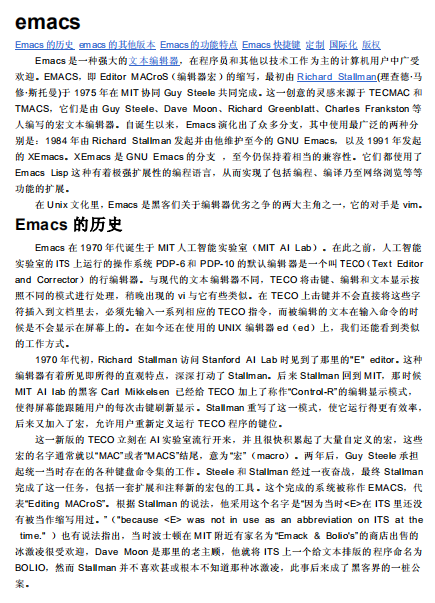 emacs
Emacs 的历史 emacs 的其他版本 Emacs 的功能特点 Emacs 快捷键 定制 国际化 版权
Emacs 是一种强大的文本编辑器，在程序员和其他以技术工作为主的计算机用户中广受
欢迎。EMACS，即 Editor MACroS（编辑器宏）的缩写，最初由 Richard Stallman(理查德·马
修·斯托曼)于 1975 年在 MIT 协同 Guy Steele 共同完成。这一创意的灵感来源于 TECMAC 和
TMACS，它们是由 Guy Steele、Dave Moon、Richard Greenblatt、Charles Frankston 等
人编写的宏文本编辑器。自诞生以来，Emacs 演化出了众多分支，其中使用最广泛的两种分
别是：1984 年由 Richard Stallman 发起并由他维护至今的 GNU Emacs，以及 1991 年发起
的 XEmacs。XEmacs 是 GNU Emacs 的分支 ，至今仍保持着相当的兼容性。它们都使用了
Emacs Lisp 这种有着极强扩展性的编程语言，从而实现了包括编程、编译乃至网络浏览等等
功能的扩展。
在 Unix 文化里，Emacs 是黑客们关于编辑器优劣之争的两大主角之一，它的对手是 vim。
Emacs 的历史
Emacs 在 1970 年代诞生于 MIT 人工智能实验室（MIT AI Lab）。在此之前，人工智能
实验室的 ITS 上运行的操作系统 PDP-6 和 PDP-10 的默认编辑器是一个叫 TECO（Text Editor
and Corrector）的行编辑器。与现代的文本编辑器不同，TECO 将击键、编辑和文本显示按
照不同的模式进行处理，稍晚出现的 vi 与它有些类似。在 TECO 上击键并不会直接将这些字
符插入到文档里去，必须先输入一系列相应的 TECO 指令，而被编辑的文本在输入命令的时
候是不会显示在屏幕上的。在如今还在使用的 UNIX 编辑器 ed（ed）上，我们还能看到类似
的工作方式。
1970 年代初，Richard Stallman 访问 Stanford AI Lab 时见到了那里的"E" editor。这种
编辑器有着所见即所得的直观特点，深深打动了 Stallman。后来 Stallman 回到 MIT，那时候
MIT AI lab 的黑客 Carl Mikkelsen 已经给 TECO 加上了称作“Control-R”的编辑显示模式，
使得屏幕能跟随用户的每次击键刷新显示。Stallman 重写了这一模式，使它运行得更有效率，
后来又加入了宏，允许用户重新定义运行 TECO 程序的键位。
这一新版的 TECO 立刻在 AI 实验室流行开来，并且很快积累起了大量自定义的宏，这些
宏的名字通常就以“MAC”或者“MACS”结尾，意为“宏”（macro）。两年后，Guy Steele 承担
起统一当时存在的各种键盘命令集的工作。Steele 和 Stallman 经过一夜奋战，最终 Stallman
完成了这一任务，包括一套扩展和注释新的宏包的工具。这个完成的系统被称作 EMACS，代
表“Editing MACroS”。根据 Stallman 的说法，他采用这个名字是“因为当时<E>在 ITS 里还没
有被当作缩写用过。”（"because <E> was not in use as an abbreviation on ITS at the
time."）也有说法指出，当时波士顿在 MIT 附近有家名为“Emack & Bolio's”的商店出售的
冰激凌很受欢迎，Dave Moon 是那里的老主顾，他就将 ITS 上一个给文本排版的程序命名为
BOLIO，然而 Stallman 并不喜欢甚或根本不知道那种冰激凌，此事后来成了黑客界的一桩公
案。